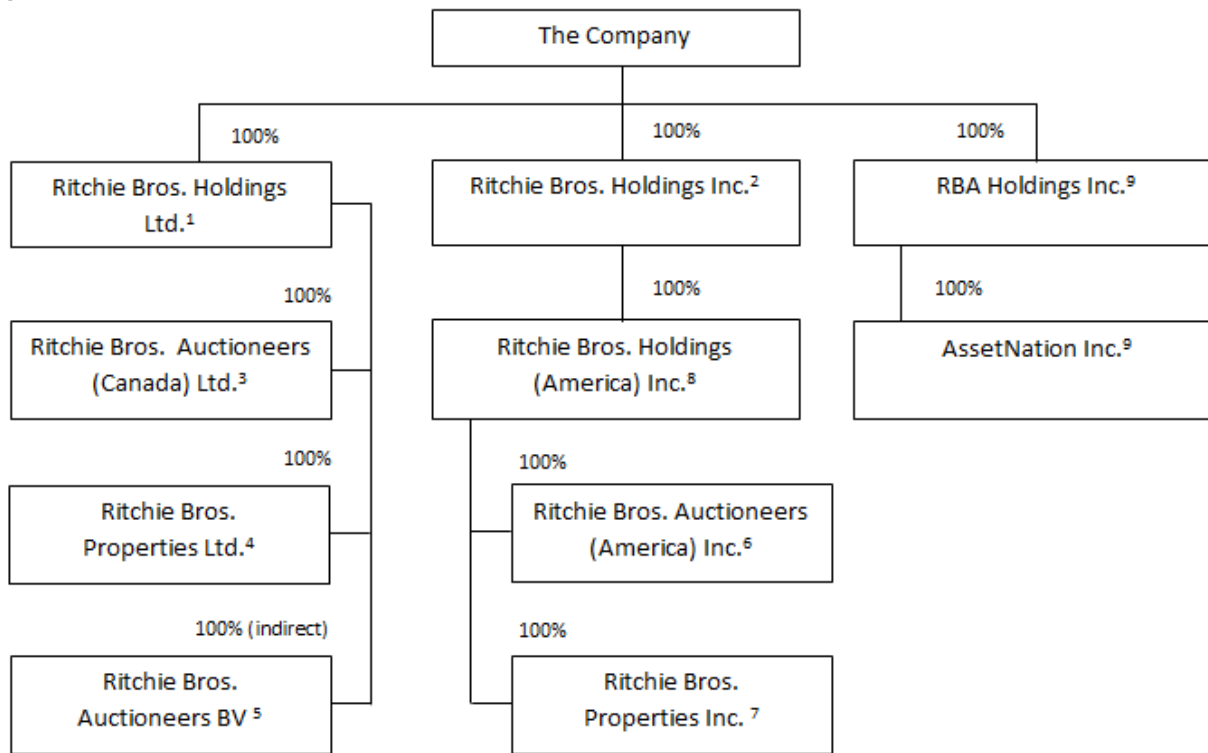 The Company
100%
100%
100%
Ritchie Bros. Holdings
Ltd.¹
Ritchie Bros. Holdings Inc.²
RBA Holdings Inc.⁹
100%
100%
100%
Ritchie Bros. Auctioneers
(Canada) Ltd.³
Ritchie Bros. Holdings
(America) Inc.⁸
AssetNation Inc.⁹
100%
100%
Ritchie Bros.
Properties Ltd.⁴
Ritchie Bros. Auctioneers
(America) Inc.⁶
100% (indirect)
100%
Ritchie Bros.
Auctioneers BV ⁵
Ritchie Bros.
Properties Inc. ⁷